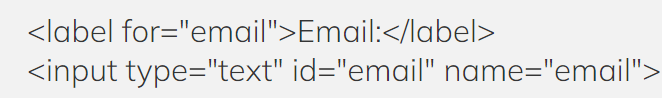 <label for="email">Email:</label>
<input type="text" id="email" name="email">